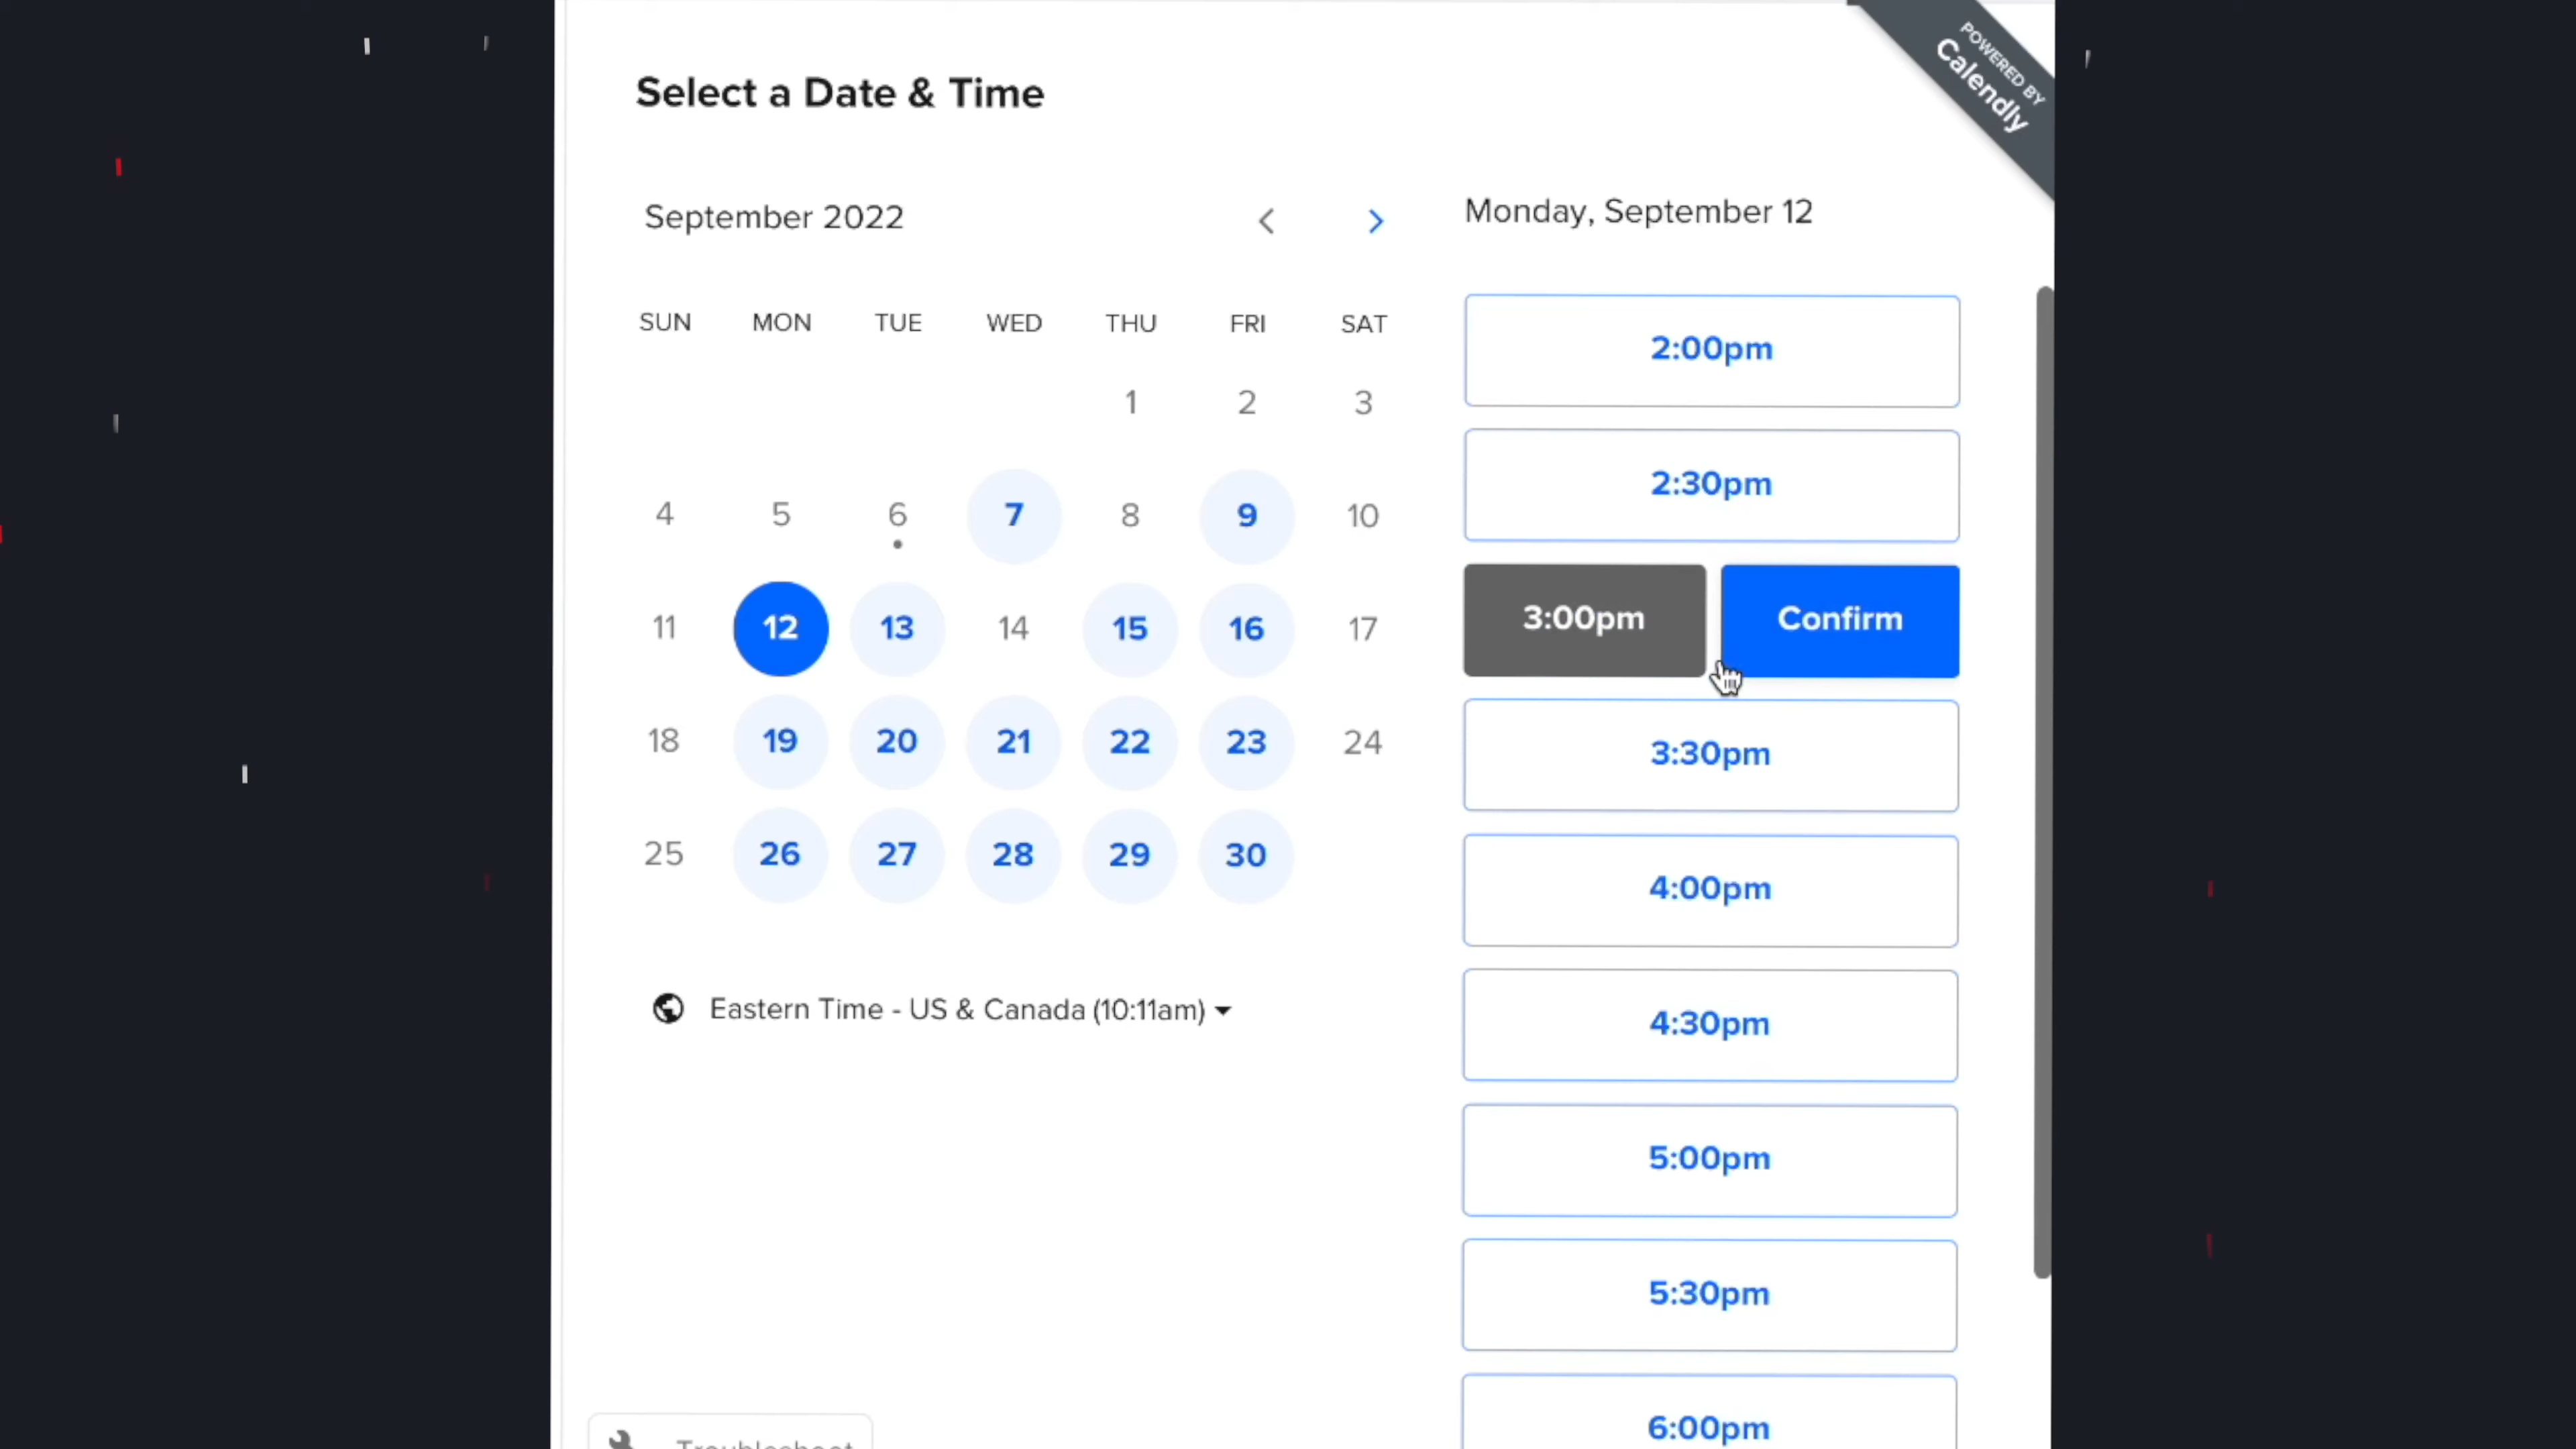 POWERED BY
Calendly
Select a Date & Time
September 2022
SUN MON TUE WED THU FRI SAT
1 2 3
4 5 6 7 8 9 10
11 12 13 14 15 16 17
18 19 20 21 22 23 24
25 26 27 28 29 30
Eastern Time - US & Canada (10:11am)
Troubleshoot
Monday, September 12
2:00pm
2:30pm
3:00pm Confirm
3:30pm
4:00pm
4:30pm
5:00pm
5:30pm
6:00pm